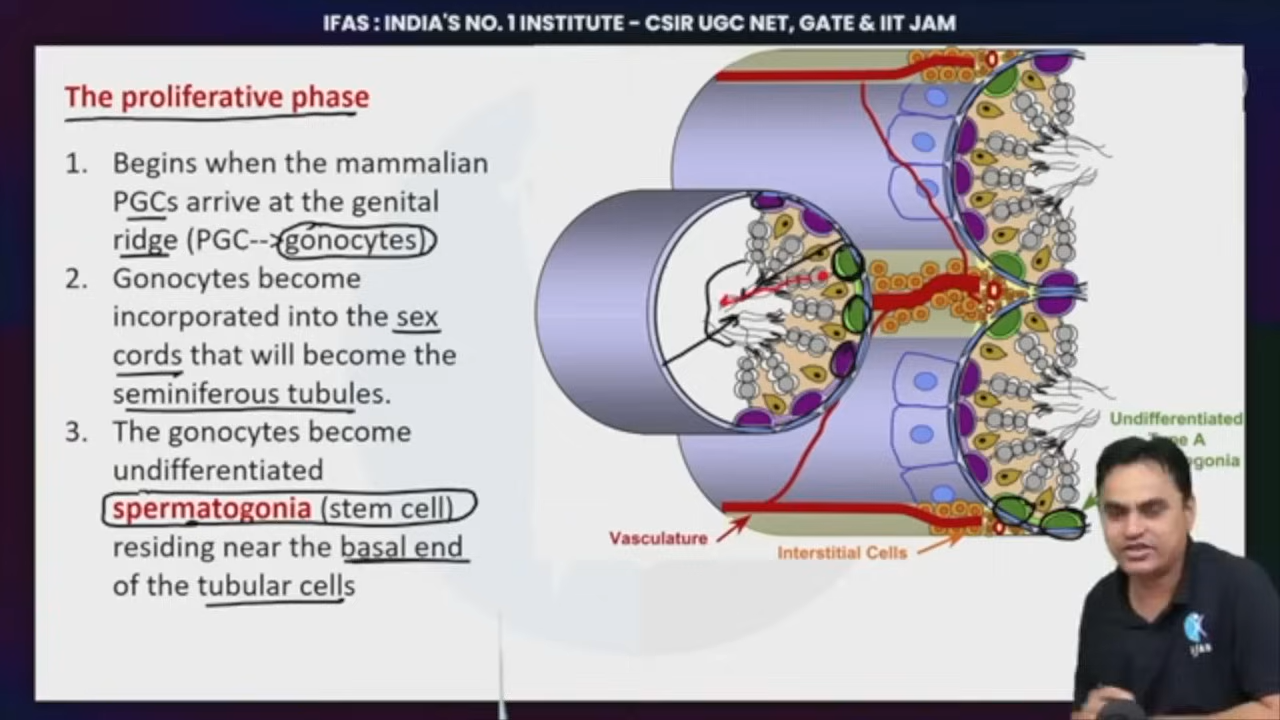 IFAS : INDIA'S NO. 1 INSTITUTE - CSIR UGC NET, GATE & IIT JAM
The proliferative phase
1. Begins when the mammalian
PGCs arrive at the genital
ridge (PGC-->gonocytes)
2. Gonocytes become
incorporated into the sex
cords that will become the
seminiferous tubules.
3. The gonocytes become
undifferentiated
spermatogonia (stem cell)
residing near the basal end
of the tubular cells
Undifferentiated
A
Vasculature
Interstitial Cells
ifas